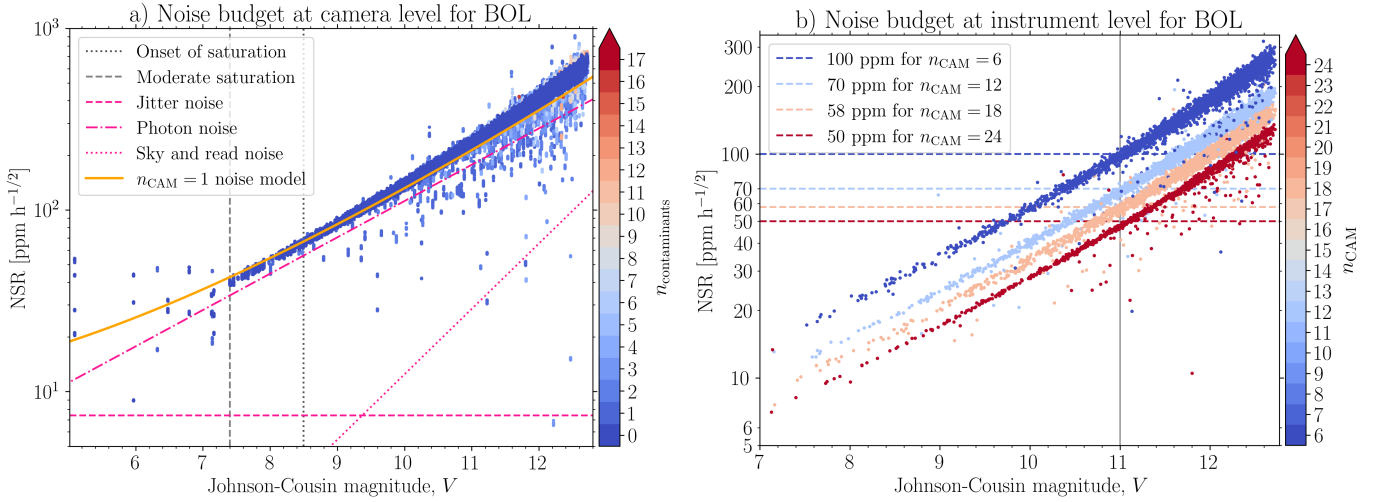 a) Noise budget at camera level for BOL
10³
10²
10¹
NSR [ppm h⁻¹/²]
Onset of saturation
Moderate saturation
Jitter noise
Photon noise
Sky and read noise
n_CAM = 1 noise model
6 7 8 9 10 11 12
Johnson-Cousin magnitude, V
17
16
15
14
13
12
11
10
9
8
7
6
5
4
3
2
1
0
n_contaminants
b) Noise budget at instrument level for BOL
300
200
100
70
60
50
40
30
20
10
6
5
NSR [ppm h⁻¹/²]
100 ppm for n_CAM = 6
70 ppm for n_CAM = 12
58 ppm for n_CAM = 18
50 ppm for n_CAM = 24
7 8 9 10 11 12
Johnson-Cousin magnitude, V
24
23
22
21
20
19
18
17
16
15
14
13
12
11
10
9
8
7
6
n_CAM